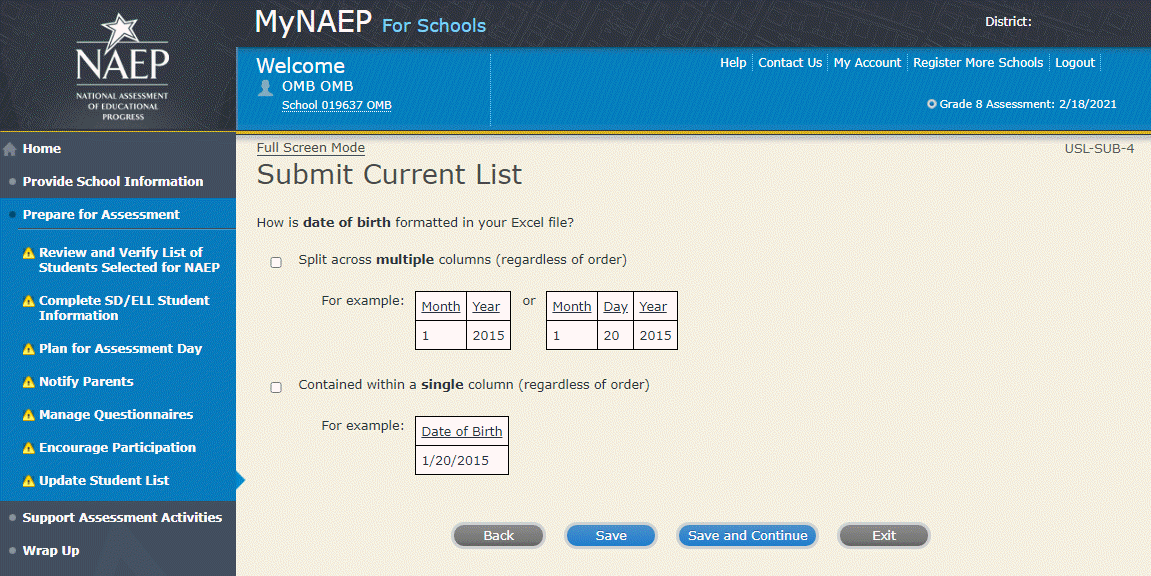 NAEP
NATIONAL ASSESSMENT
OF EDUCATIONAL
PROGRESS
MyNAEP For Schools
District:
Welcome
OMB OMB
School 019637 OMB
Help Contact Us My Account Register More Schools Logout
Grade 8 Assessment: 2/18/2021
Home
Provide School Information
Prepare for Assessment
Review and Verify List of
Students Selected for NAEP
Complete SD/ELL Student
Information
Plan for Assessment Day
Notify Parents
Manage Questionnaires
Encourage Participation
Update Student List
Support Assessment Activities
Wrap Up
Full Screen Mode
USL-SUB-4
Submit Current List
How is date of birth formatted in your Excel file?
Split across multiple columns (regardless of order)
For example: Month Year or Month Day Year
1 2015 1 20 2015
Contained within a single column (regardless of order)
For example: Date of Birth
1/20/2015
Back Save Save and Continue Exit